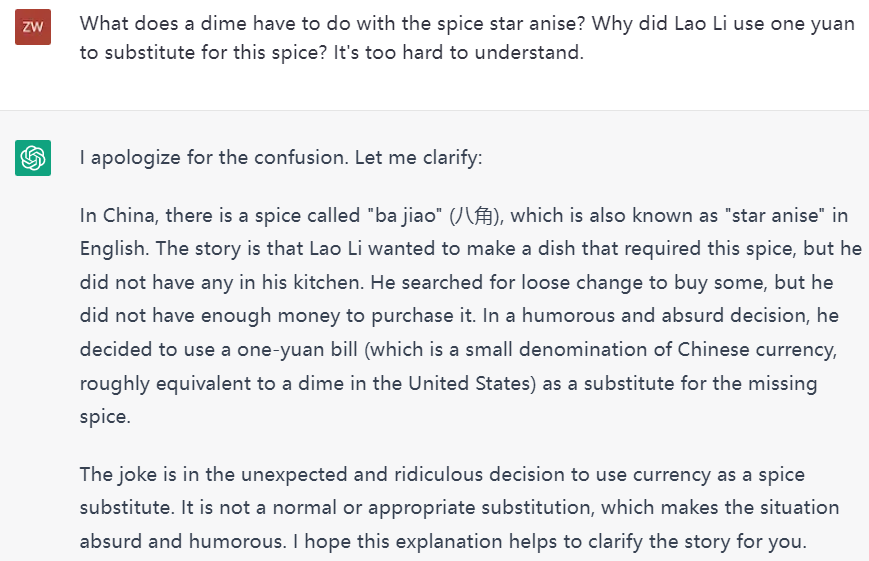 ZW
What does a dime have to do with the spice star anise? Why did Lao Li use one yuan
to substitute for this spice? It's too hard to understand.
I apologize for the confusion. Let me clarify:
In China, there is a spice called "ba jiao" (八角), which is also known as "star anise" in
English. The story is that Lao Li wanted to make a dish that required this spice, but he
did not have any in his kitchen. He searched for loose change to buy some, but he
did not have enough money to purchase it. In a humorous and absurd decision, he
decided to use a one-yuan bill (which is a small denomination of Chinese currency,
roughly equivalent to a dime in the United States) as a substitute for the missing
spice.
The joke is in the unexpected and ridiculous decision to use currency as a spice
substitute. It is not a normal or appropriate substitution, which makes the situation
absurd and humorous. I hope this explanation helps to clarify the story for you.